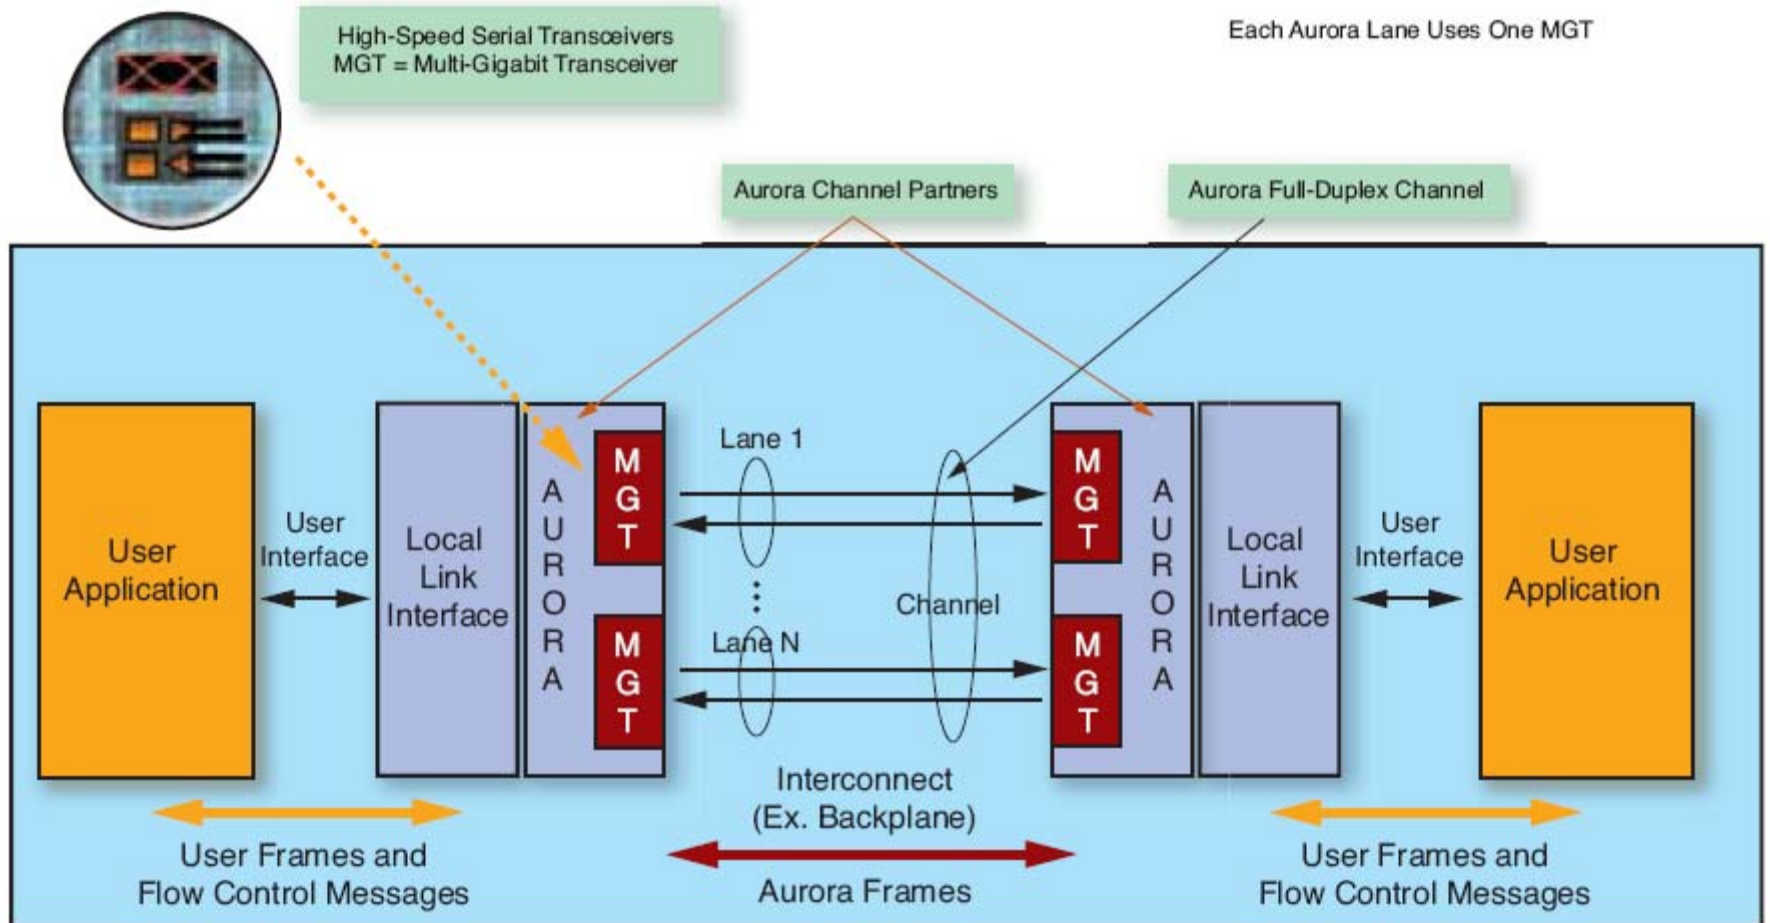 High-Speed Serial Transceivers
MGT = Multi-Gigabit Transceiver
Each Aurora Lane Uses One MGT
Aurora Channel Partners
Aurora Full-Duplex Channel
User
Application
User
Interface
Local
Link
Interface
AURORA
MGT
MGT
Lane 1
Lane N
Channel
MGT
MGT
AURORA
Local
Link
Interface
User
Interface
User
Application
Interconnect
(Ex. Backplane)
User Frames and
Flow Control Messages
Aurora Frames
User Frames and
Flow Control Messages